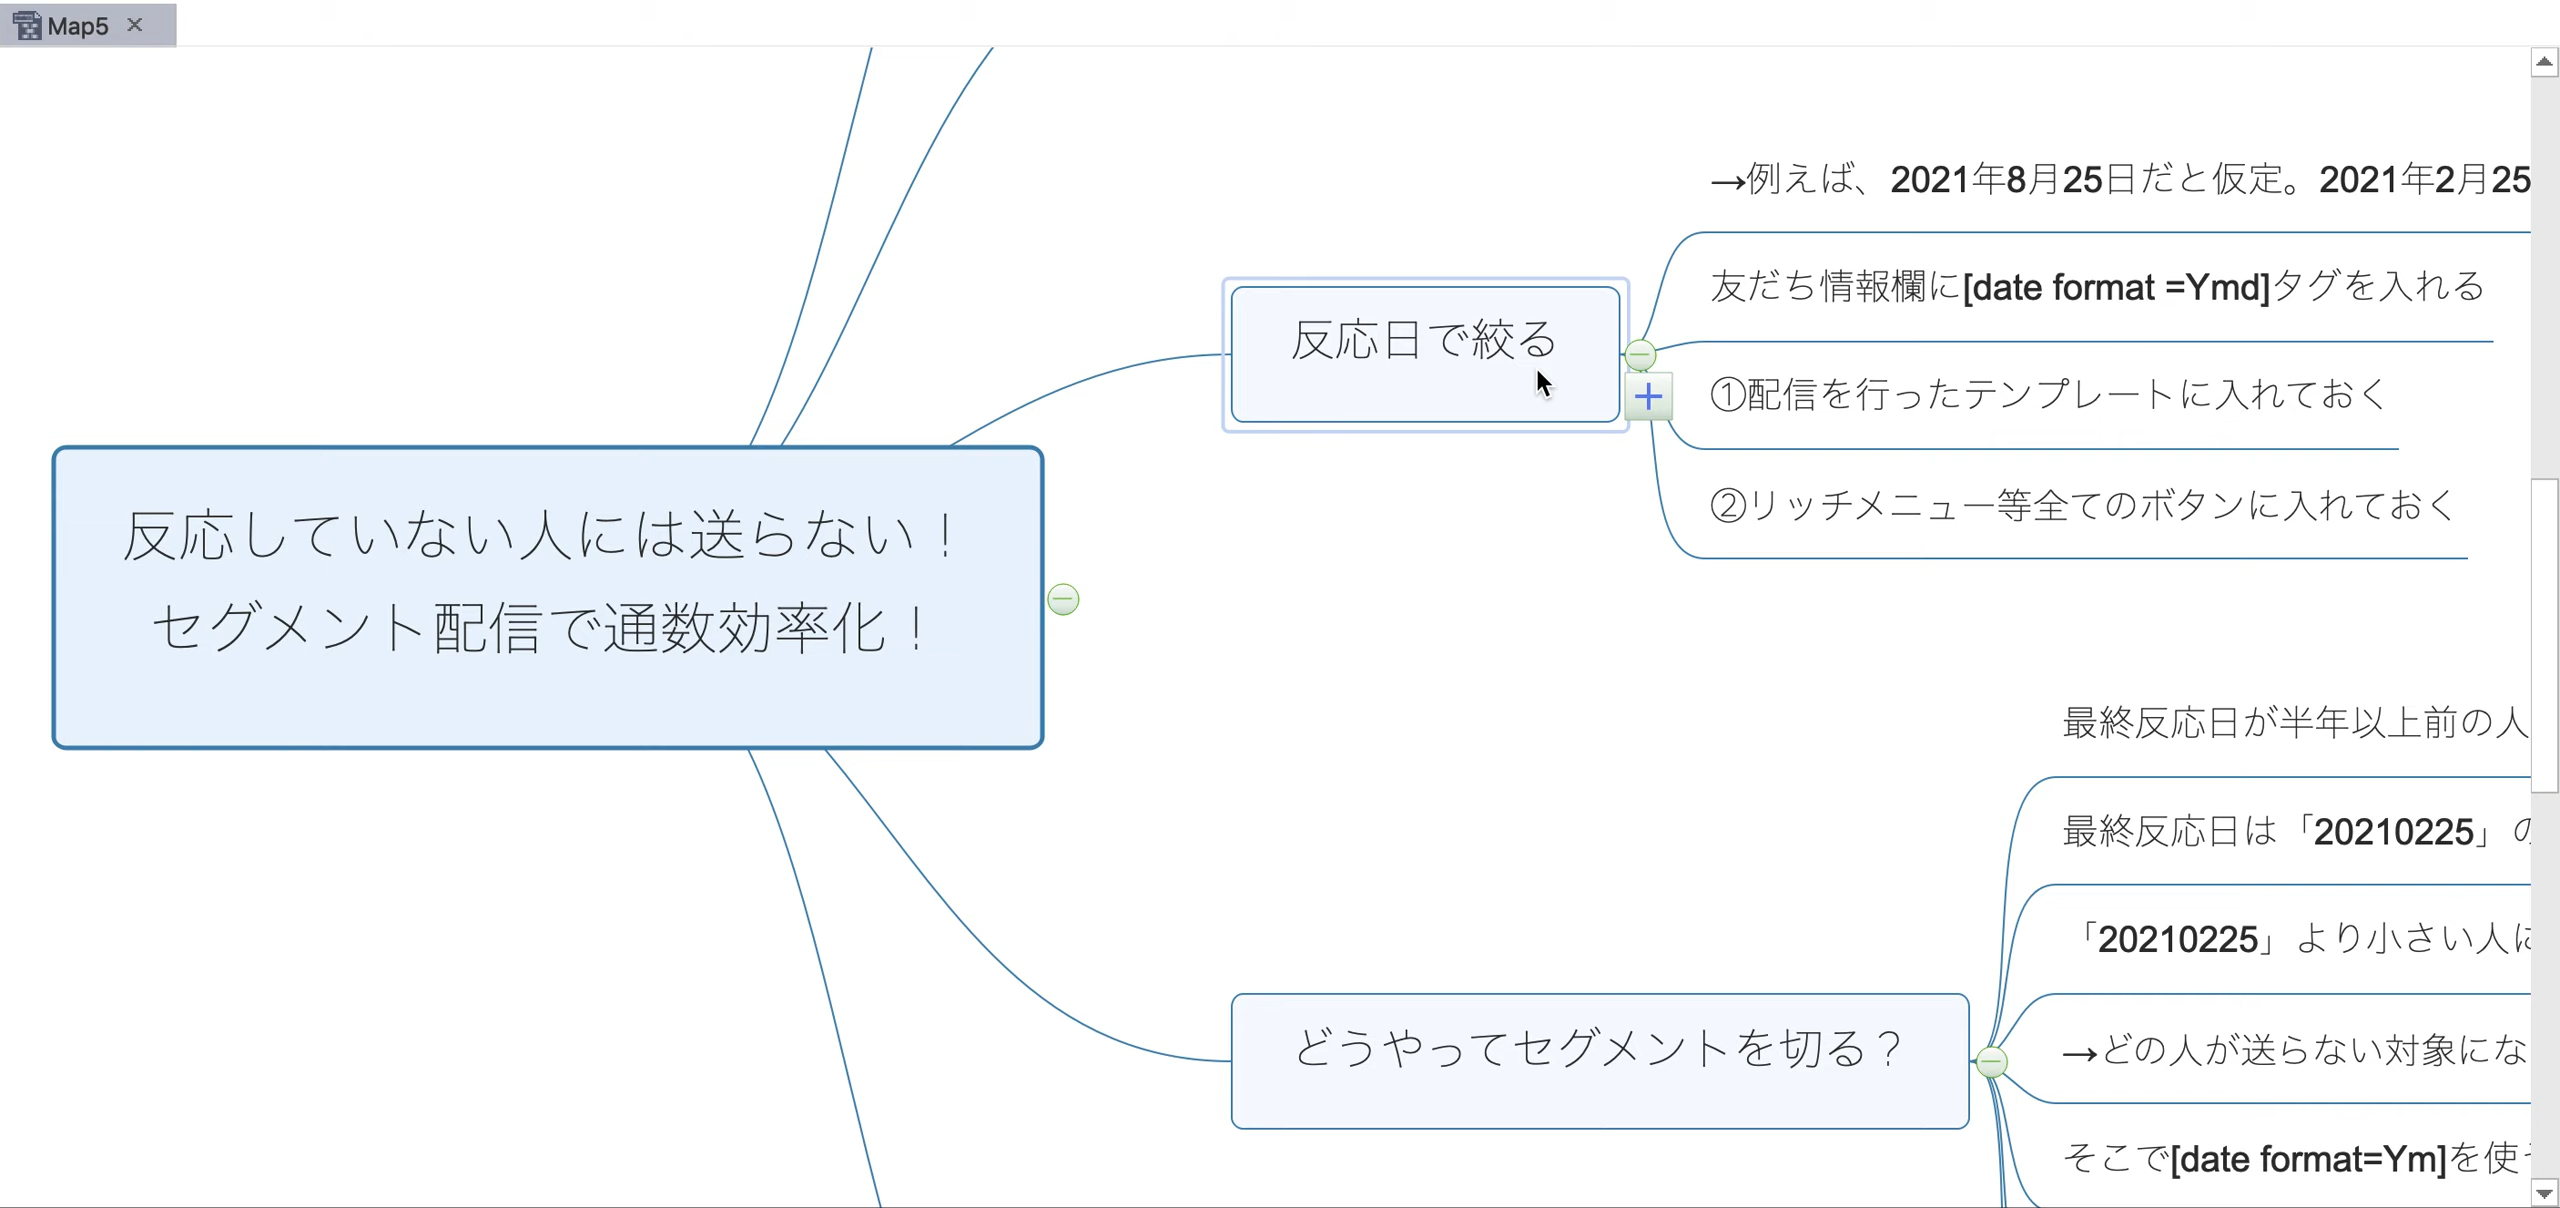 Map5
→例えば、2021年8月25日だと仮定。2021年2月25
友だち情報欄に[date format =Ymd]タグを入れる
反応日で絞る
①配信を行ったテンプレートに入れておく
②リッチメニュー等全てのボタンに入れておく
反応していない人には送らない！
セグメント配信で通数効率化！
最終反応日が半年以上前の人
最終反応日は「20210225」の
「20210225」より小さい人に
どうやってセグメントを切る？
→どの人が送らない対象にな
そこで[date format=Ym]を使